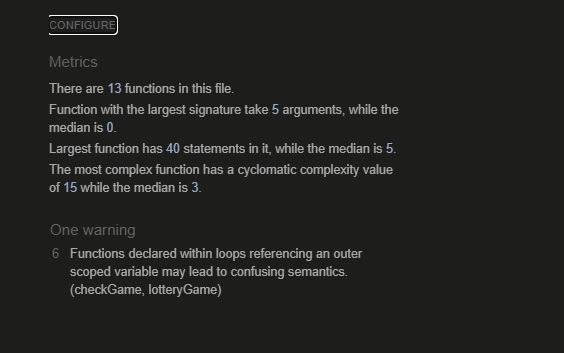 CONFIGURE
Metrics
There are 13 functions in this file.
Function with the largest signature take 5 arguments, while the
median is 0.
Largest function has 40 statements in it, while the median is 5.
The most complex function has a cyclomatic complexity value
of 15 while the median is 3.
One warning
6 Functions declared within loops referencing an outer
scoped variable may lead to confusing semantics.
(checkGame, lotteryGame)